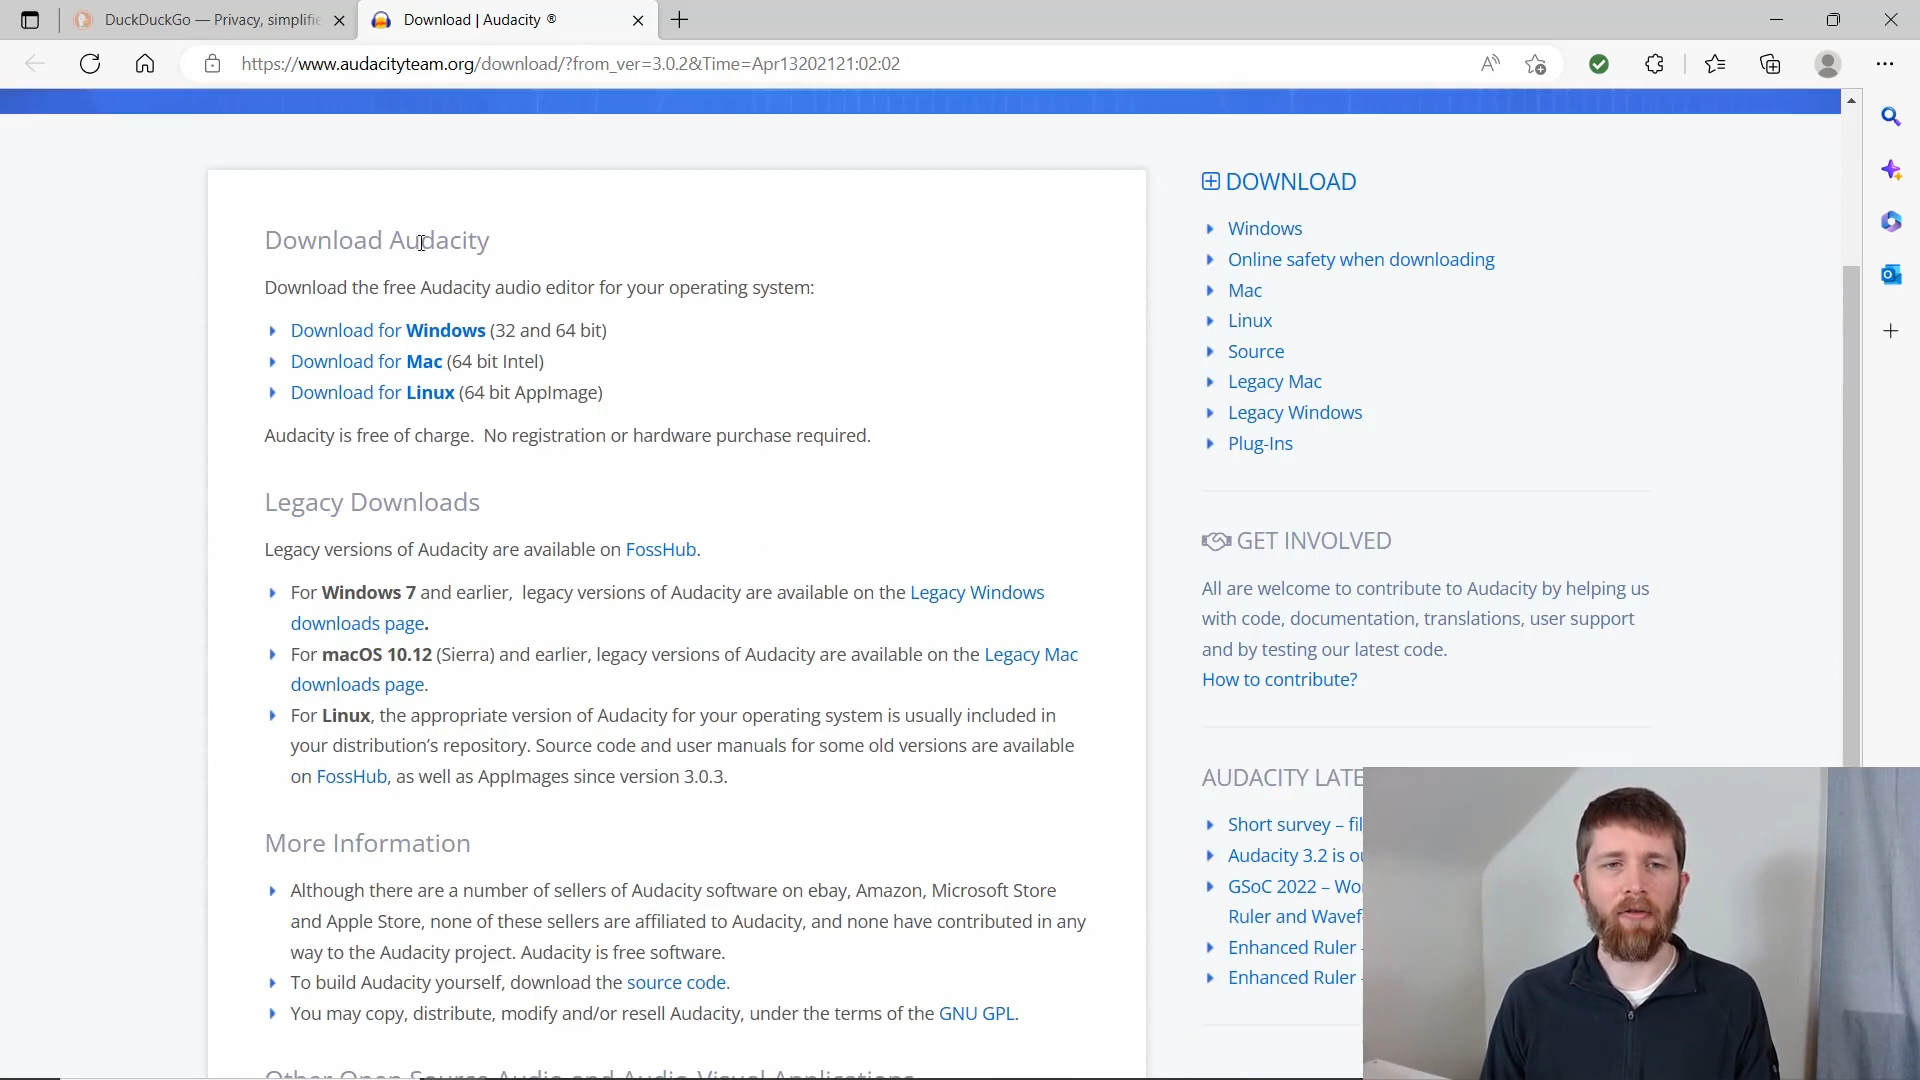 DuckDuckGo — Privacy, simplifie
Download | Audacity ®
https://www.audacityteam.org/download/?from_ver=3.0.2&Time=Apr13202121:02:02
Download Audacity
Download the free Audacity audio editor for your operating system:
Download for Windows (32 and 64 bit)
Download for Mac (64 bit Intel)
Download for Linux (64 bit AppImage)
Audacity is free of charge. No registration or hardware purchase required.
Legacy Downloads
Legacy versions of Audacity are available on FossHub.
For Windows 7 and earlier, legacy versions of Audacity are available on the Legacy Windows
downloads page.
For macOS 10.12 (Sierra) and earlier, legacy versions of Audacity are available on the Legacy Mac
downloads page.
For Linux, the appropriate version of Audacity for your operating system is usually included in
your distribution's repository. Source code and user manuals for some old versions are available
on FossHub, as well as AppImages since version 3.0.3.
More Information
Although there are a number of sellers of Audacity software on ebay, Amazon, Microsoft Store
and Apple Store, none of these sellers are affiliated to Audacity, and none have contributed in any
way to the Audacity project. Audacity is free software.
To build Audacity yourself, download the source code.
You may copy, distribute, modify and/or resell Audacity, under the terms of the GNU GPL.
Other Open Source Audio and Audio Visual Applications
DOWNLOAD
Windows
Online safety when downloading
Mac
Linux
Source
Legacy Mac
Legacy Windows
Plug-Ins
GET INVOLVED
All are welcome to contribute to Audacity by helping us
with code, documentation, translations, user support
and by testing our latest code.
How to contribute?
AUDACITY LATE
Short survey – fil
Audacity 3.2 is ou
GSoC 2022 – Wo
Ruler and Wavef
Enhanced Ruler -
Enhanced Ruler -